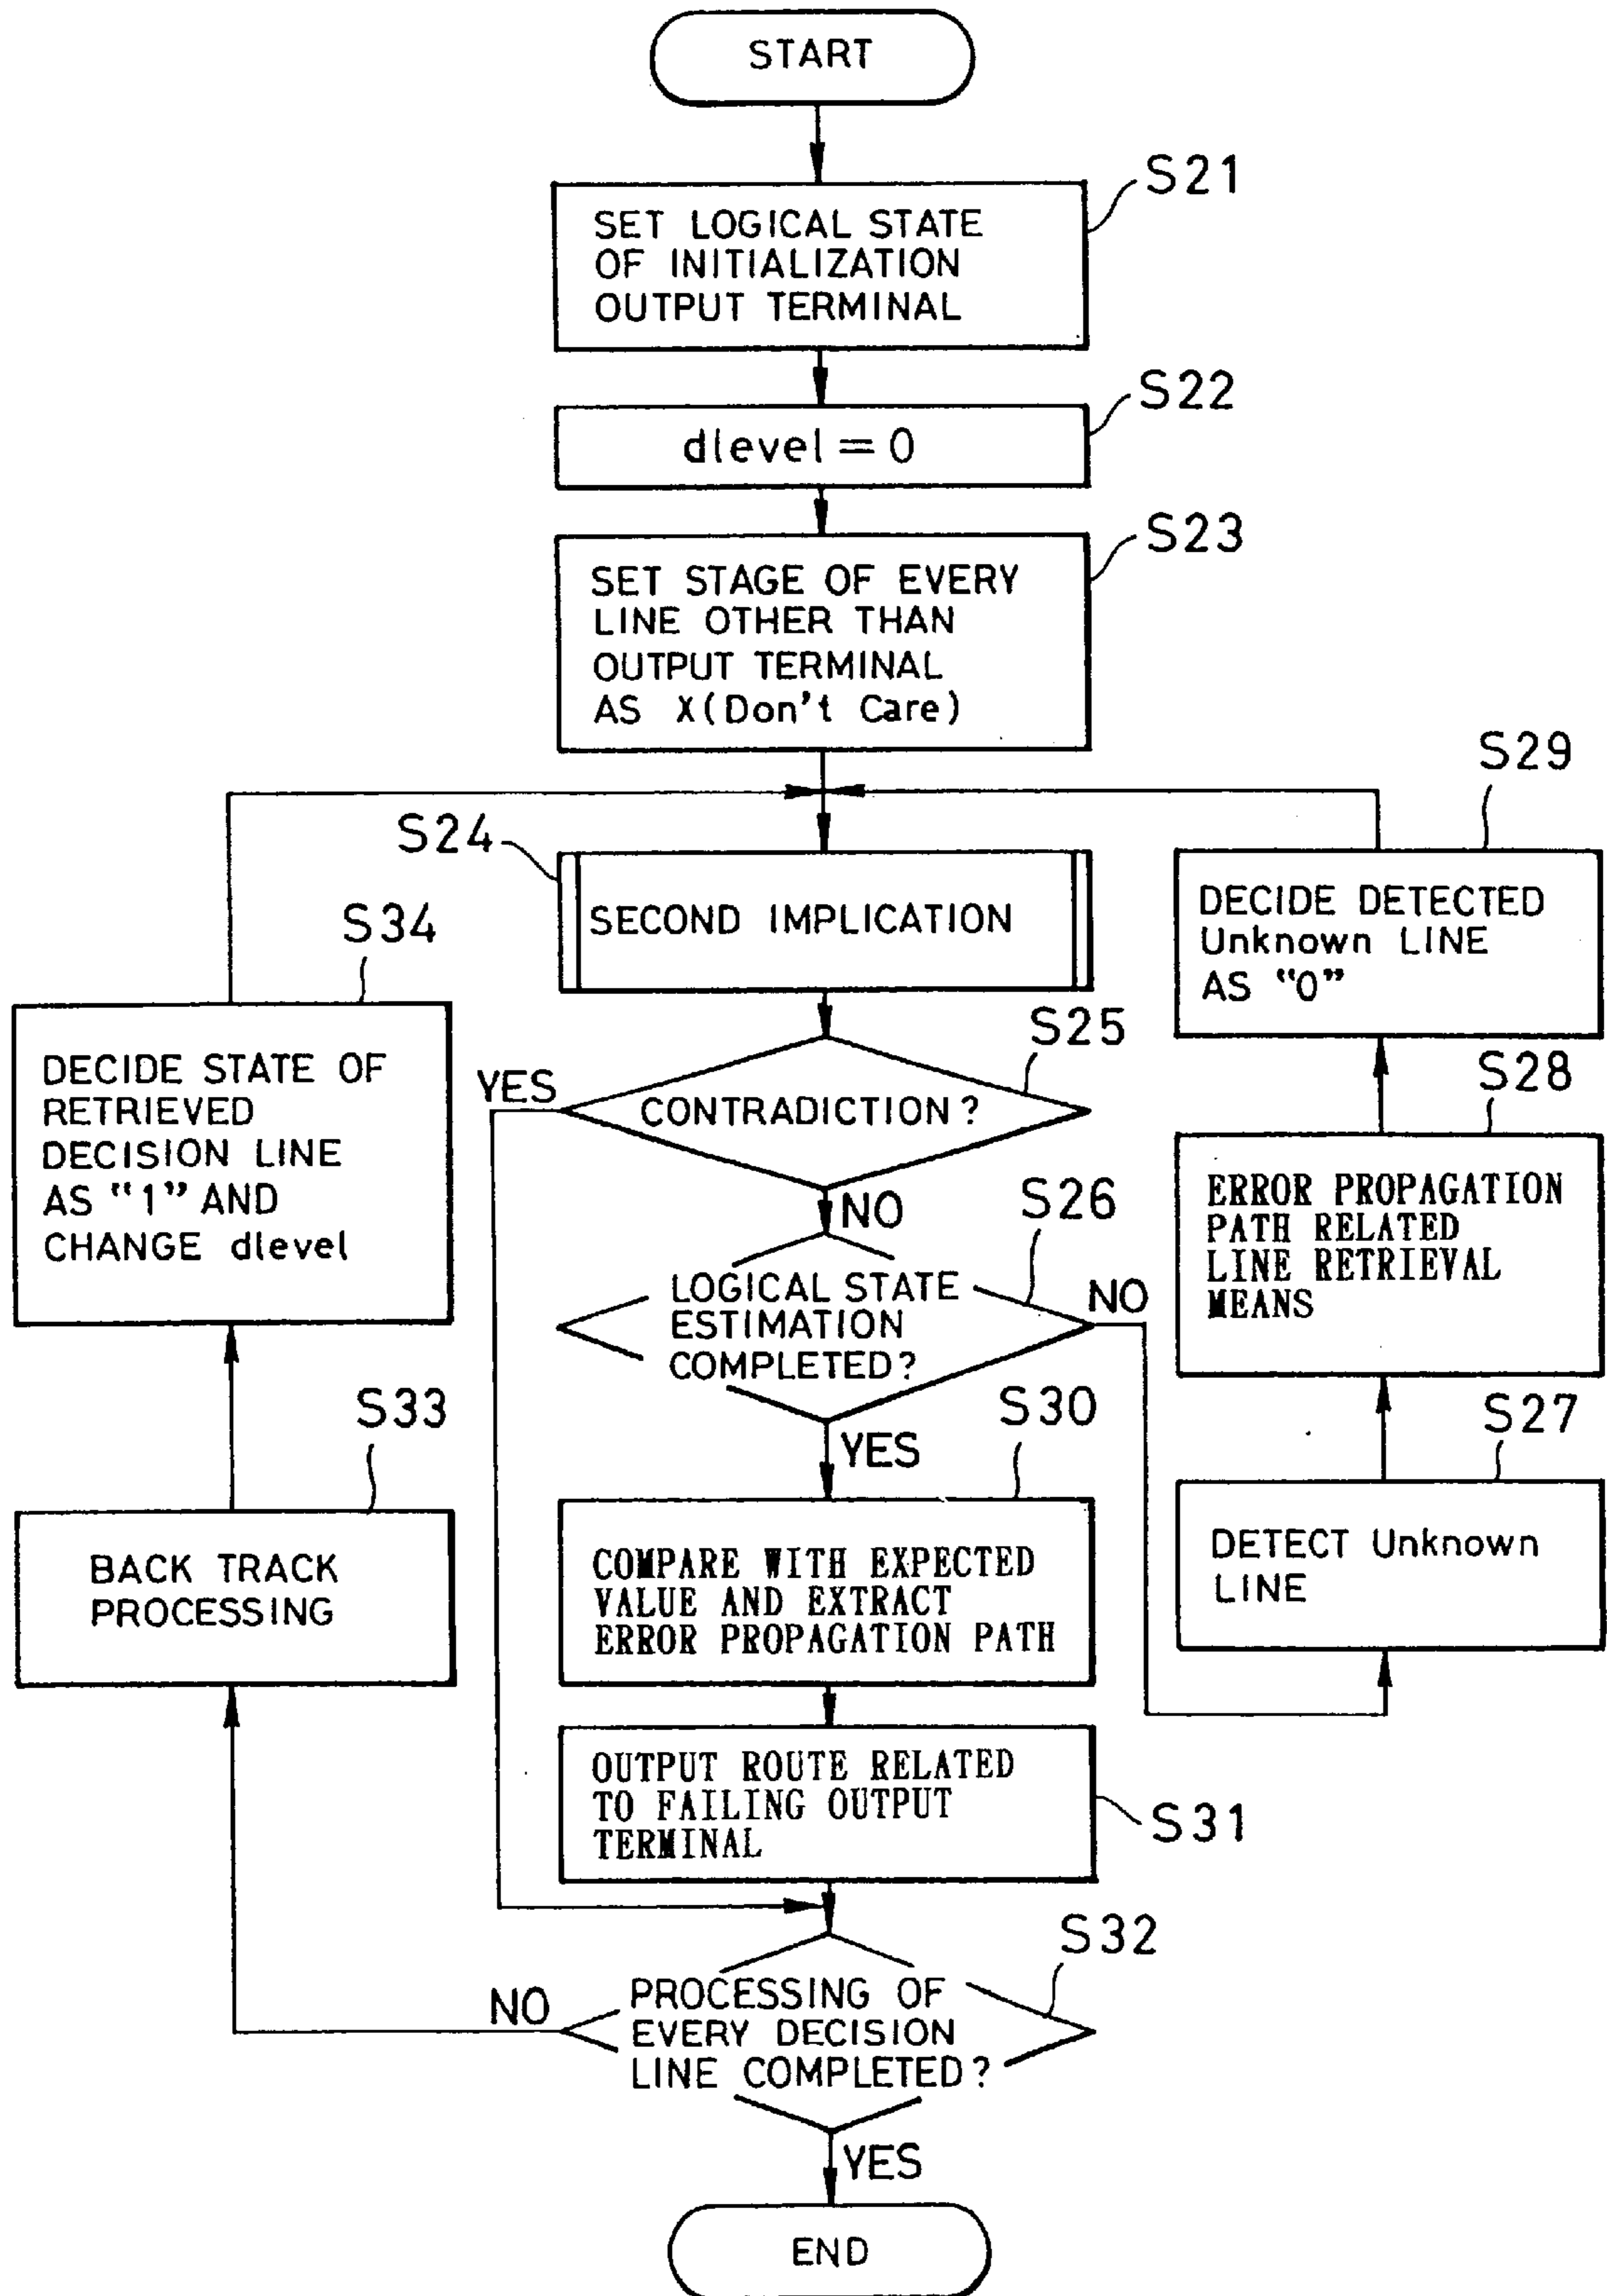 START
S21
SET LOGICAL STATE
OF INITIALIZATION
OUTPUT TERMINAL
S22
dlevel = 0
S23
SET STAGE OF EVERY
LINE OTHER THAN
OUTPUT TERMINAL
AS X(Don't Care)
S29
S24
SECOND IMPLICATION
DECIDE DETECTED
Unknown LINE
AS "0"
S34
DECIDE STATE OF
RETRIEVED
DECISION LINE
AS "1" AND
CHANGE dlevel
S25
YES
CONTRADICTION?
NO
S28
ERROR PROPAGATION
PATH RELATED
LINE RETRIEVAL
MEANS
S26
LOGICAL STATE
ESTIMATION
COMPLETED?
NO
YES
S27
DETECT Unknown
LINE
S33
BACK TRACK
PROCESSING
S30
COMPARE WITH EXPECTED
VALUE AND EXTRACT
ERROR PROPAGATION PATH
OUTPUT ROUTE RELATED
TO FAILING OUTPUT
TERMINAL
S31
S32
NO
PROCESSING OF
EVERY DECISION
LINE COMPLETED?
YES
END